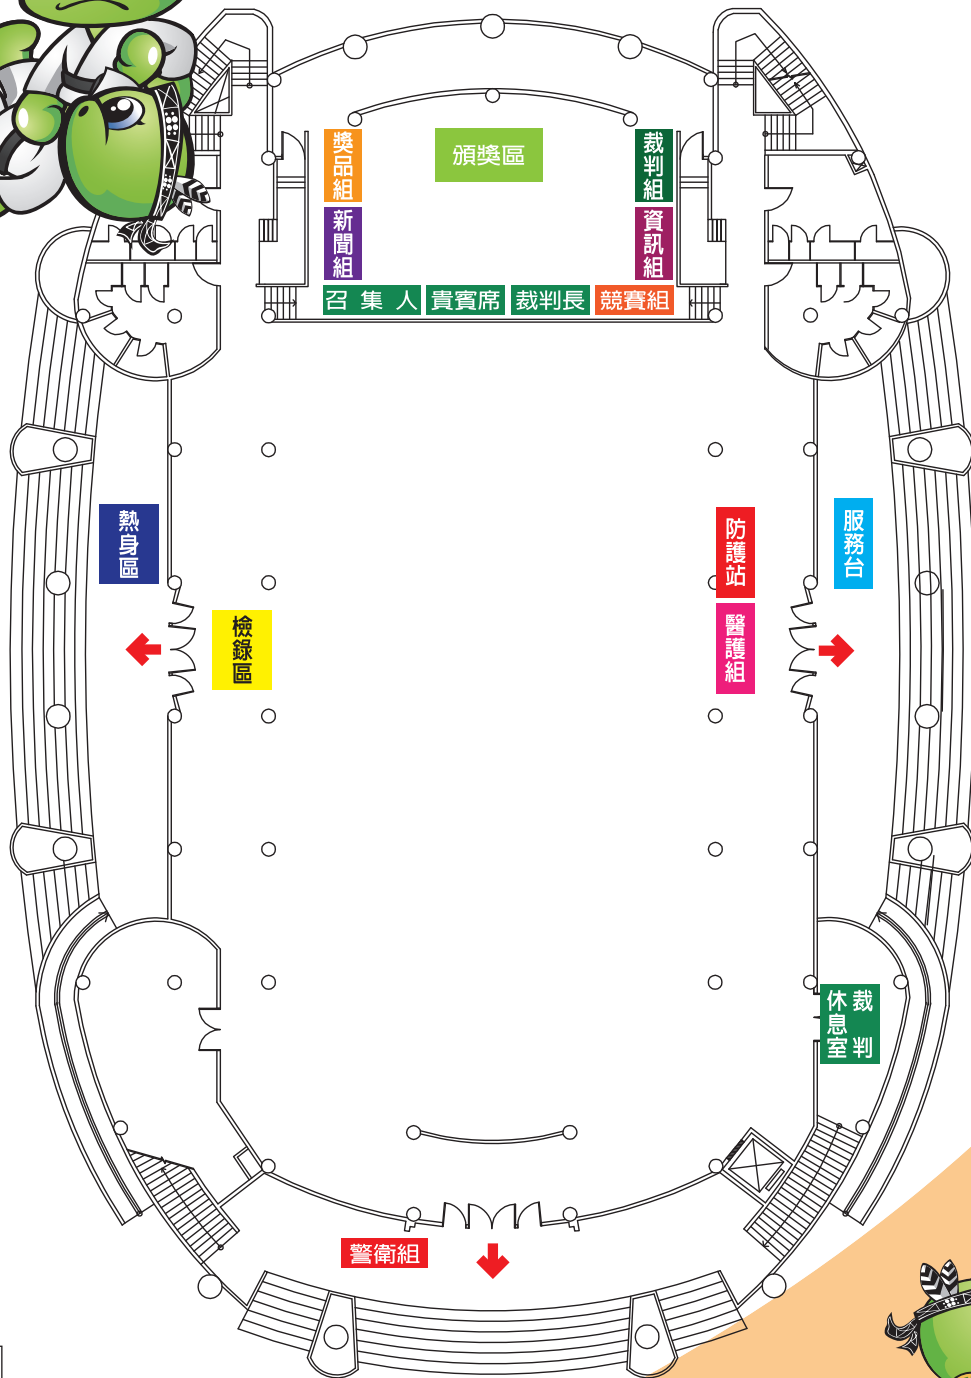 獎品組
頒獎區
裁判組
新聞組
資訊組
召集人
貴賓席
裁判長
競賽組
熱身區
防護站
服務台
檢錄區
醫護組
裁判
休息室
警衛組